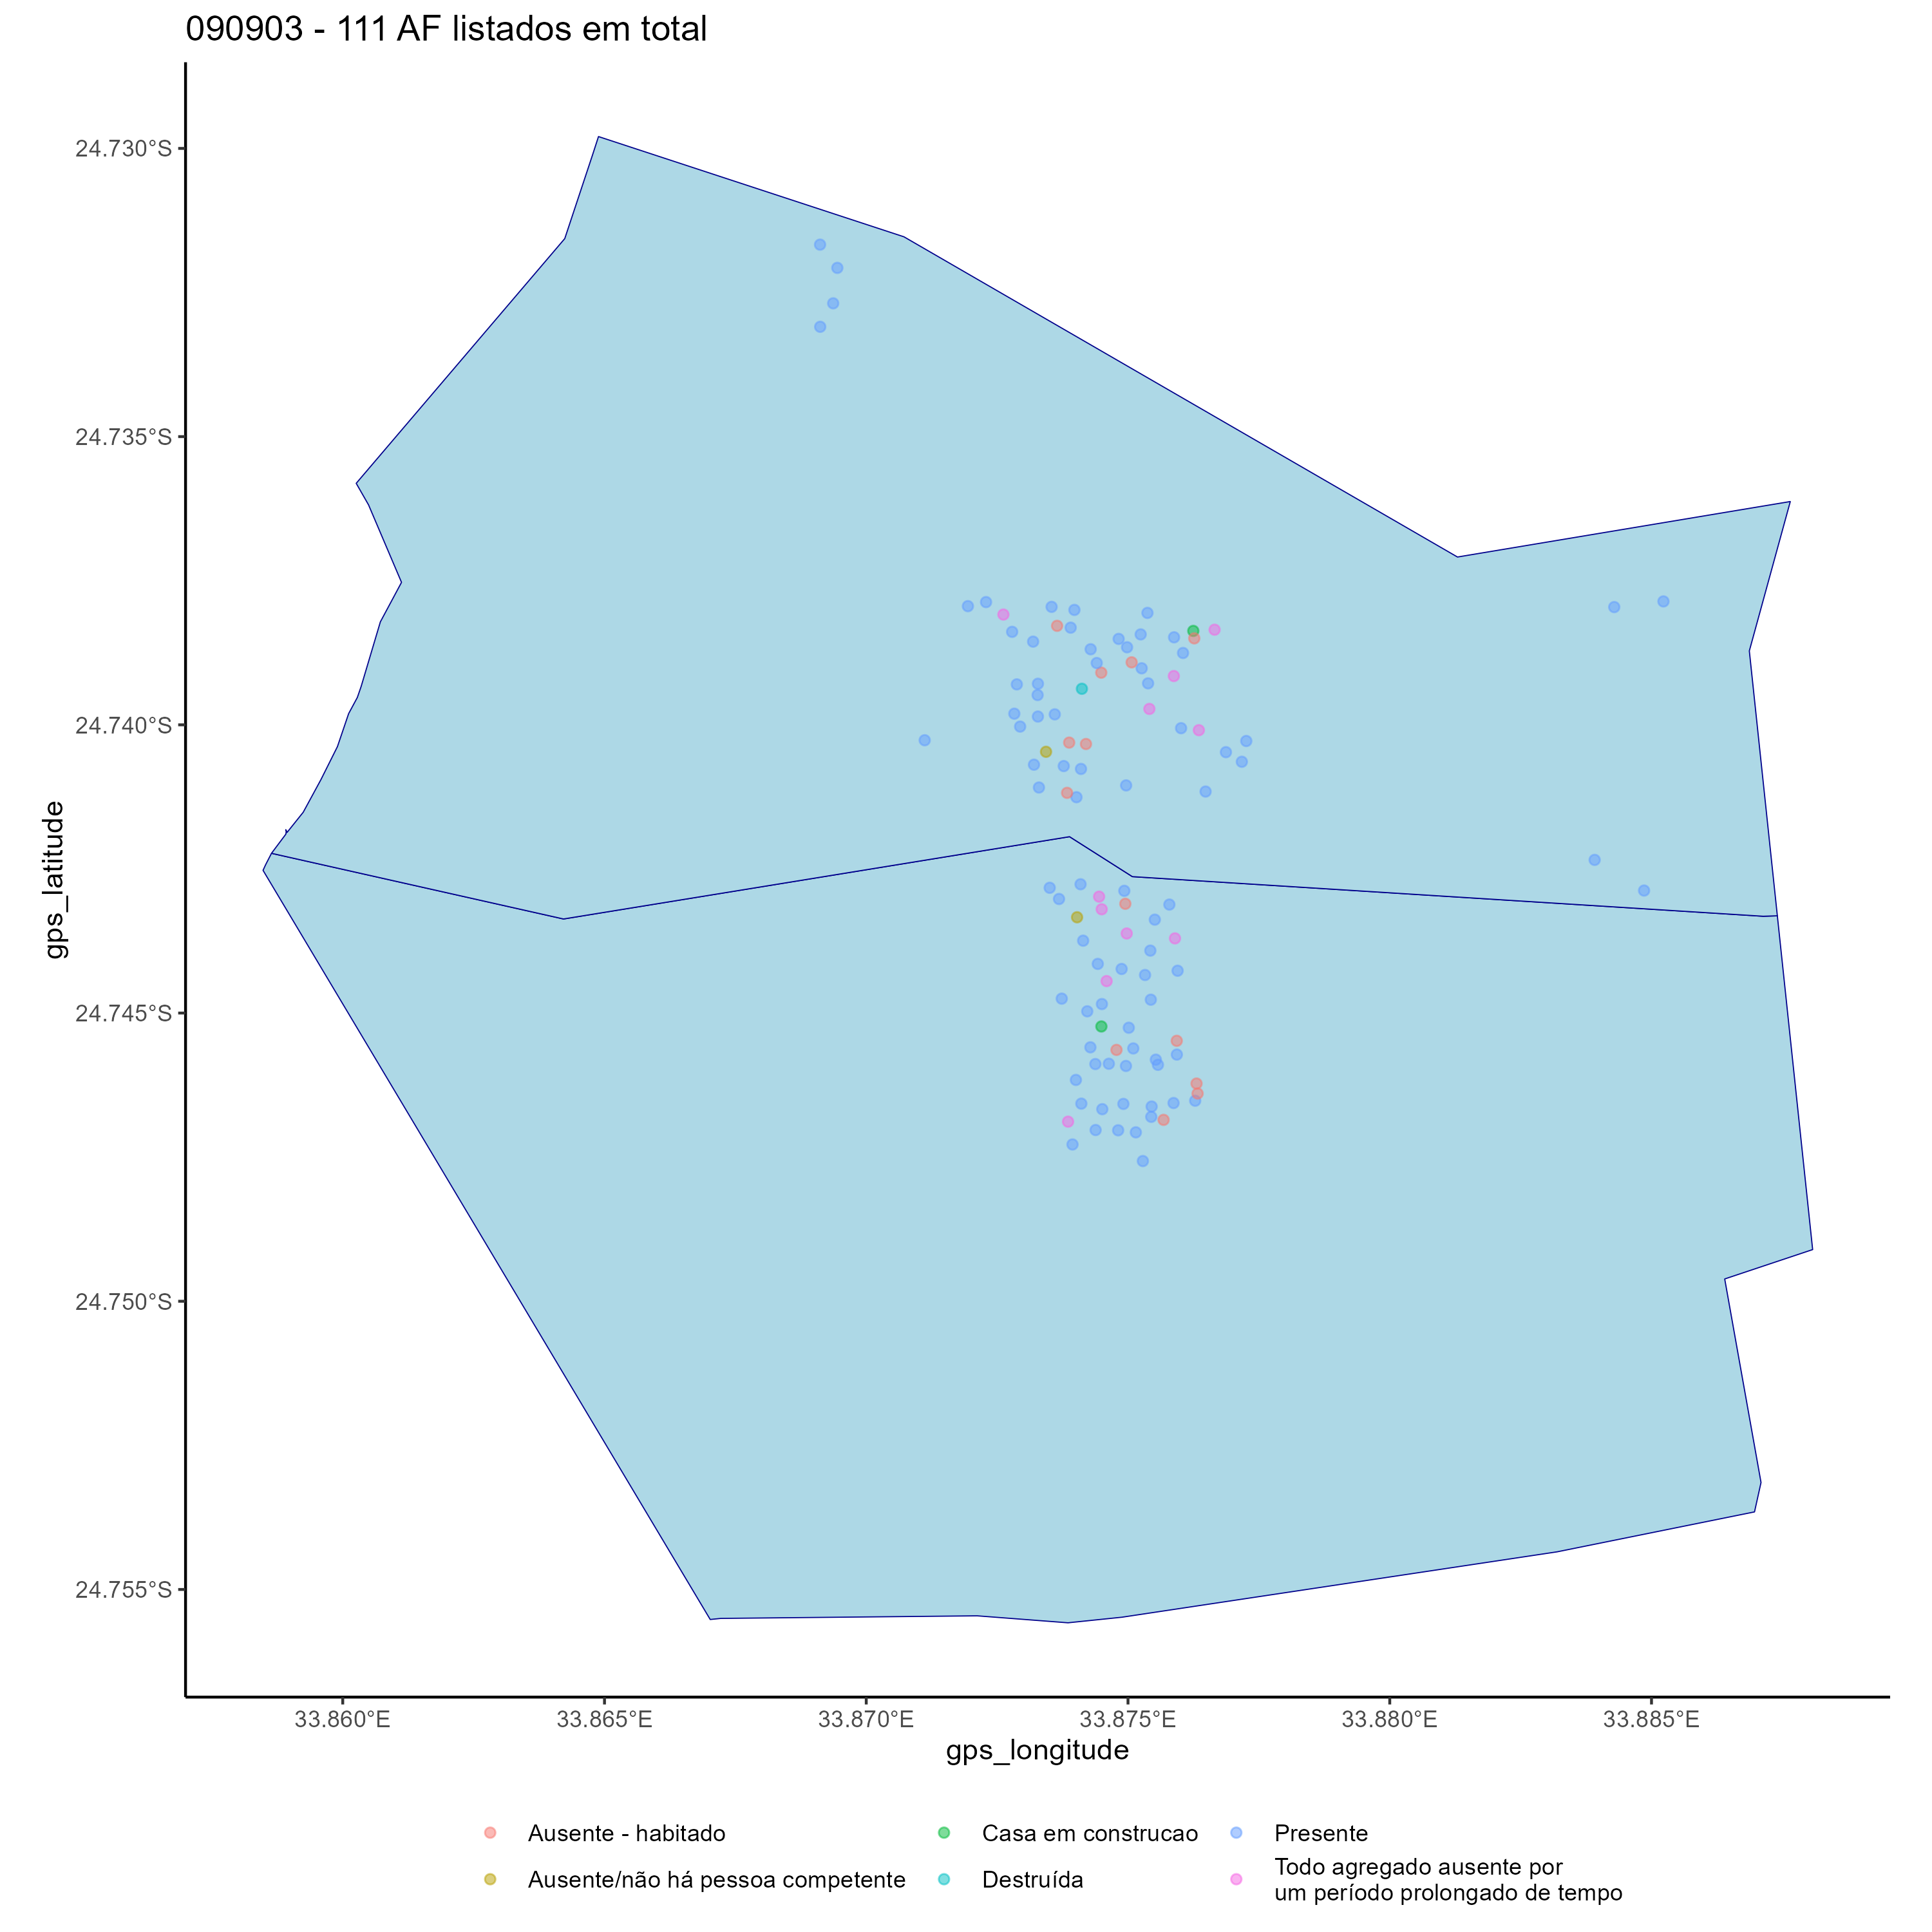 090903 - 111 AF listados em total
24.730°S
24.735°S
24.740°S
24.745°S
24.750°S
24.755°S
gps_latitude
33.860°E
33.865°E
33.870°E
33.875°E
33.880°E
33.885°E
gps_longitude
Ausente - habitado
Ausente/não há pessoa competente
Casa em construcao
Destruída
Presente
Todo agregado ausente por
um período prolongado de tempo